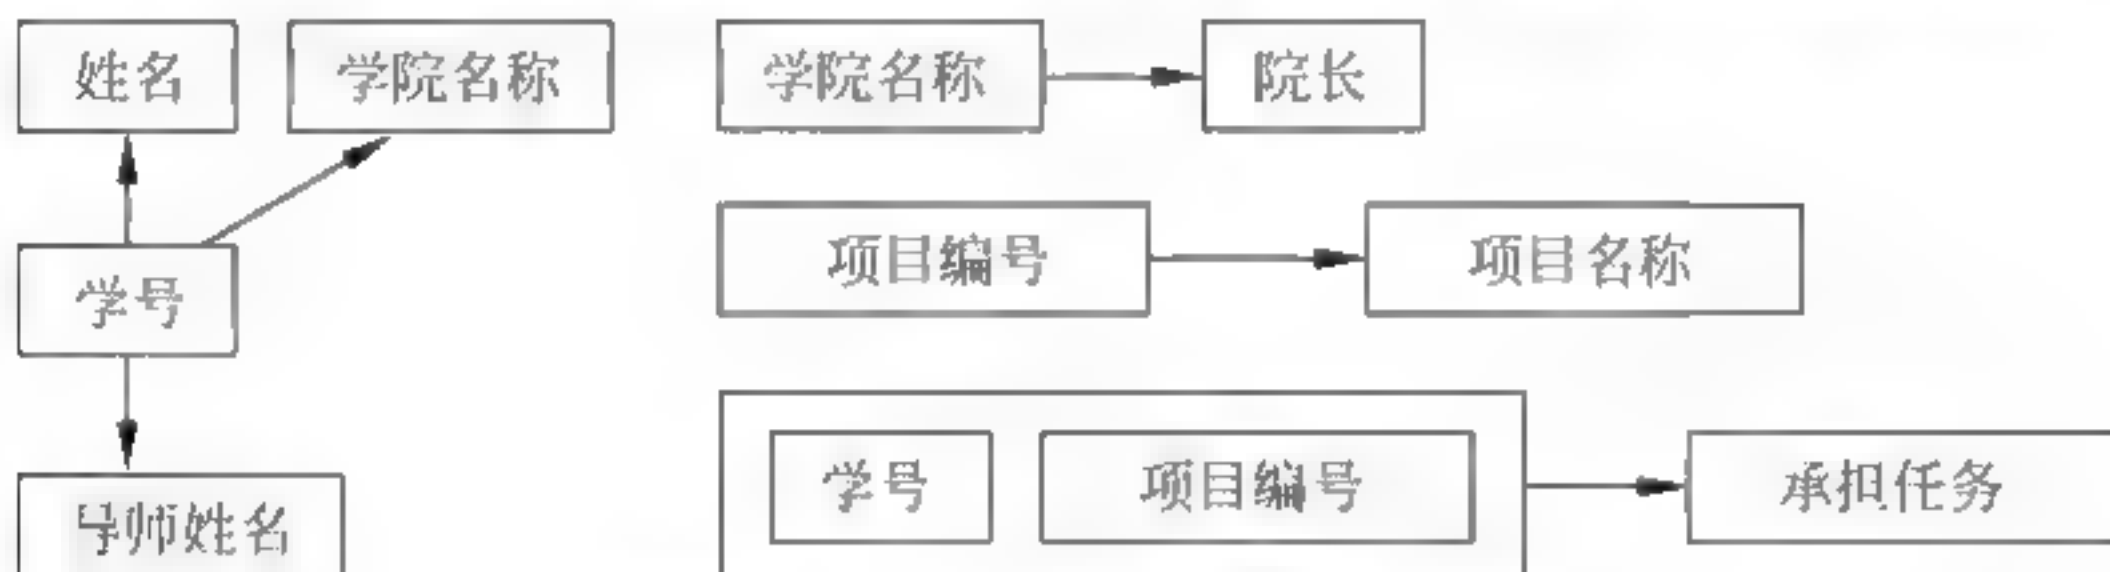 姓名 学院名称 学院名称 院长
项目编号 项目名称
学号
学号 项目编号 承担任务
导师姓名